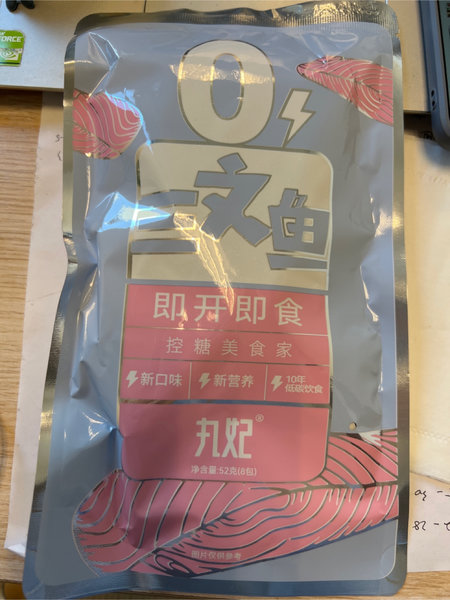 FORCE
0
三文鱼
即开即食
控糖美食家
新口味
新营养
10年
低碳饮食
丸妃®
净含量:52克(8包)
图片仅供参考